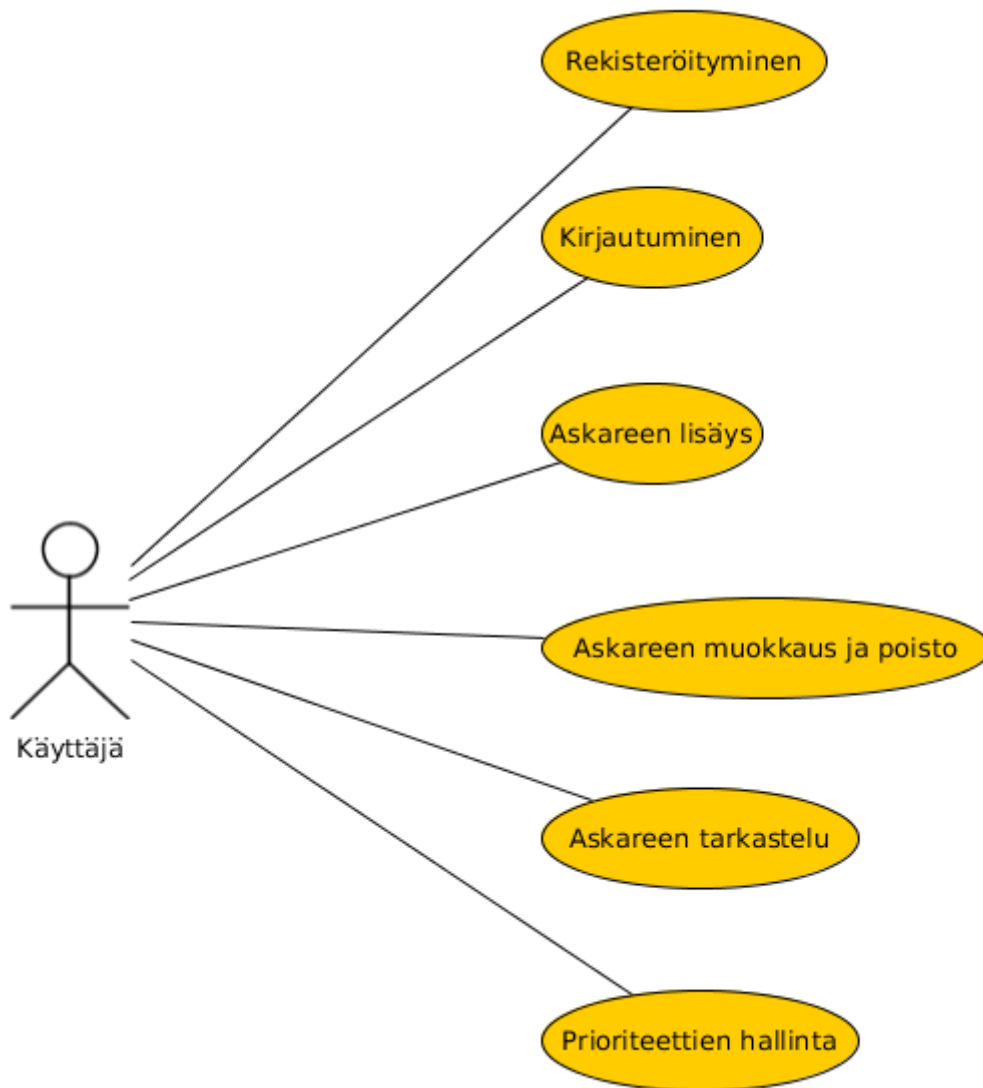 Rekisteröityminen
Kirjautuminen
Askareen lisäys
Askareen muokkaus ja poisto
Käyttäjä
Askareen tarkastelu
Prioriteettien hallinta